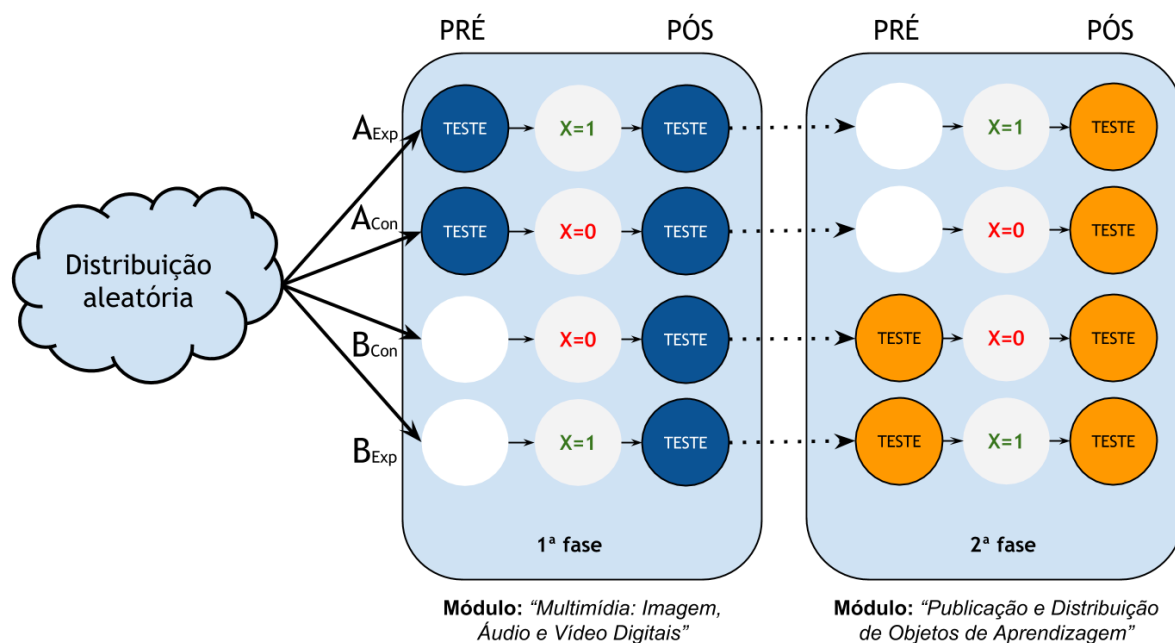 PRÉ PÓS PRÉ PÓS
Distribuição
aleatória
AExp TESTE X=1 TESTE X=1 TESTE
ACon TESTE X=0 TESTE X=0 TESTE
BCon X=0 TESTE TESTE X=0 TESTE
BExp X=1 TESTE TESTE X=1 TESTE
1ª fase 2ª fase
Módulo: “Multimídia: Imagem,
Áudio e Vídeo Digitais”
Módulo: “Publicação e Distribuição
de Objetos de Aprendizagem”